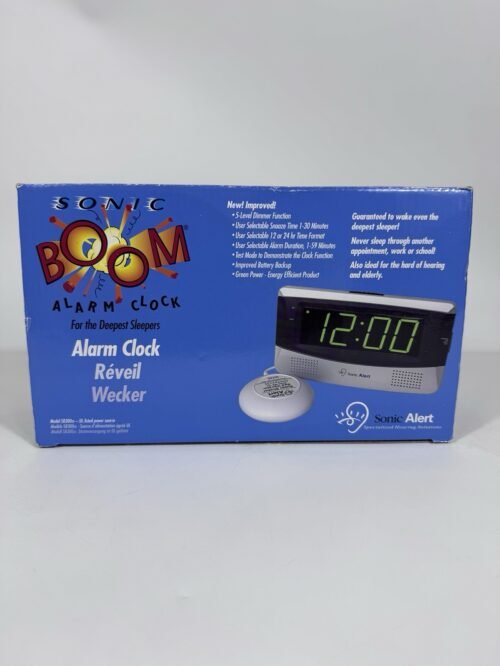 SONIC
BOOM
ALARM CLOCK
For the Deepest Sleepers
Alarm Clock
Réveil
Wecker
New! Improved!
• 5-Level Dimmer Function
• User Selectable Snooze Time 1-30 Minutes
• User Selectable 12 or 24 hr Time Format
• User Selectable Alarm Duration, 1-59 Minutes
• Test Mode to Demonstrate the Clock Function
• Improved Battery Backup
• Green Power - Energy Efficient Product
Guaranteed to wake even the
deepest sleeper!
Never sleep through another
appointment, work or school!
Also ideal for the hard of hearing
and elderly.
12:00
Sonic Alert
Sonic Alert
Specialized Hearing Solutions